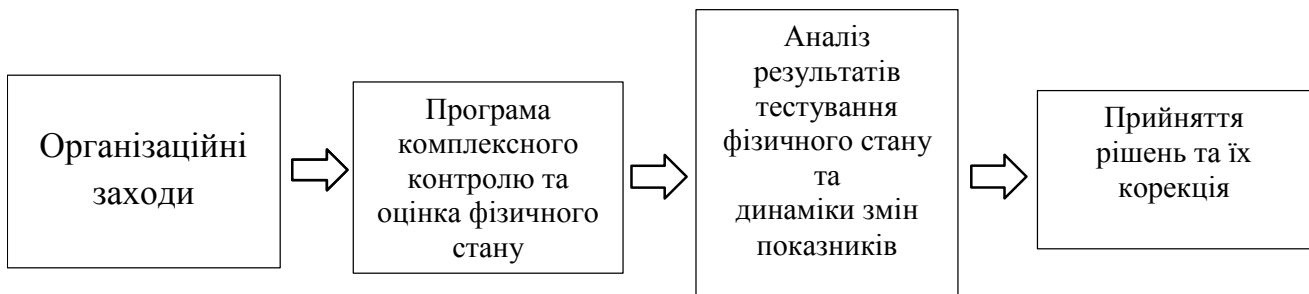 Організаційні
заходи
Програма
комплексного
контролю та
оцінка фізичного
стану
Аналіз
результатів
тестування
фізичного стану
та
динаміки змін
показників
Прийняття
рішень та їх
корекція